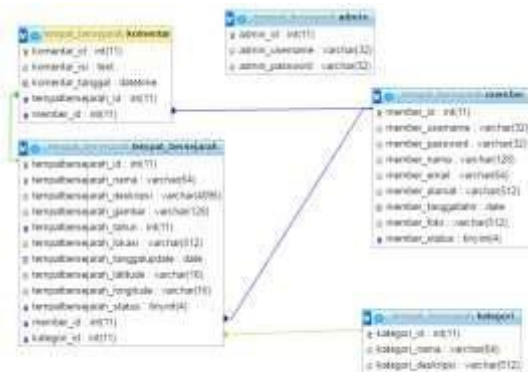 tempat_bersejarah komentar
komentar_id : int(11)
komentar_isi : text
komentar_tanggal : datetime
tempatbersejarah_id : int(11)
member_id : int(11)
tempat_bersejarah admin
admin_id : int(11)
admin_username : varchar(32)
admin_password : varchar(32)
tempat_bersejarah member
member_id : int(11)
member_username : varchar(32)
member_password : varchar(32)
member_nama : varchar(128)
member_email : varchar(64)
member_alamat : varchar(512)
member_tanggallahir : date
member_foto : varchar(512)
member_status : tinyint(4)
tempat_bersejarah tempat_bersejarah
tempatbersejarah_id : int(11)
tempatbersejarah_nama : varchar(64)
tempatbersejarah_deskripsi : varchar(4096)
tempatbersejarah_gambar : varchar(128)
tempatbersejarah_tahun : int(11)
tempatbersejarah_lokasi : varchar(512)
tempatbersejarah_tanggalupdate : date
tempatbersejarah_latitude : varchar(16)
tempatbersejarah_longitude : varchar(16)
tempatbersejarah_status : tinyint(4)
member_id : int(11)
kategori_id : int(11)
tempat_bersejarah kategori
kategori_id : int(11)
kategori_nama : varchar(64)
kategori_deskripsi : varchar(512)